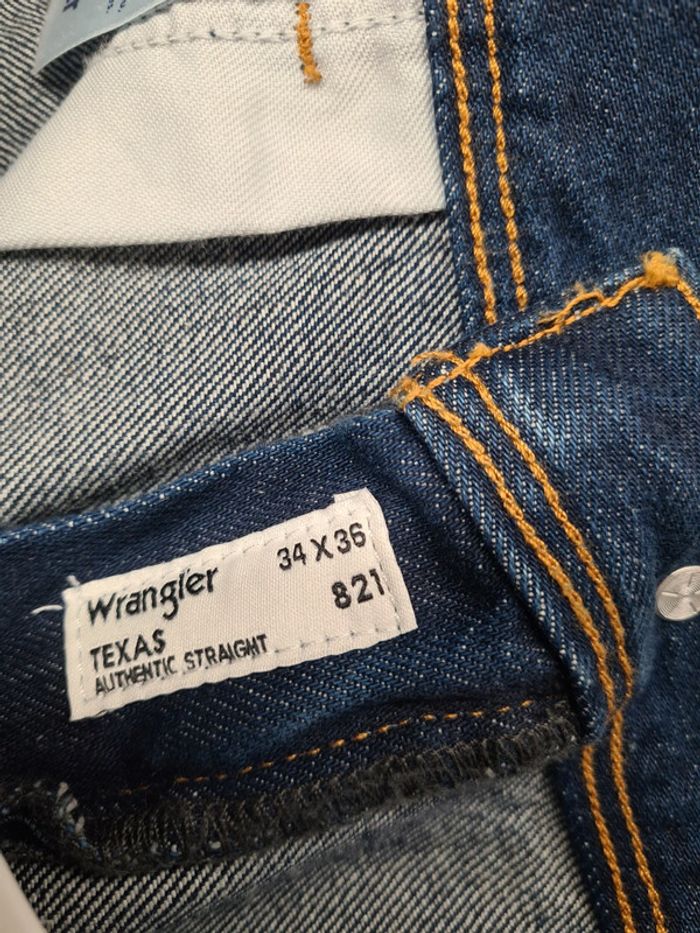 Wrangler 34 X 36
TEXAS 821
AUTHENTIC STRAIGHT